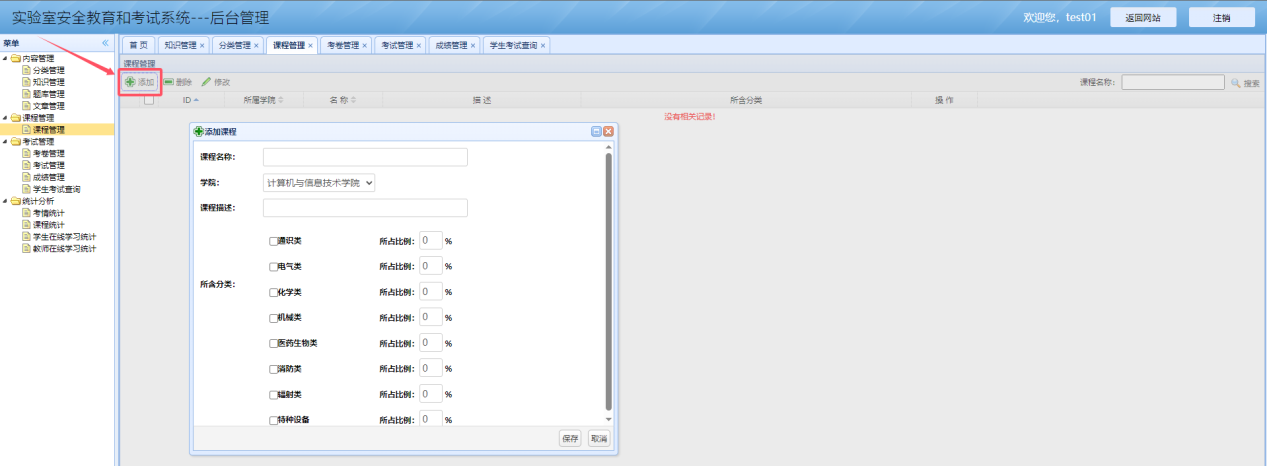 实验室安全教育和考试系统---后台管理
欢迎您，test01 返回网站 注销
菜单
内容管理
分类管理
知识管理
题库管理
文章管理
课程管理
课程管理
考试管理
考卷管理
考试管理
成绩管理
学生考试查询
统计分析
考情统计
课程统计
学生在线学习统计
教师在线学习统计
首 页 知识管理 × 分类管理 × 课程管理 × 考卷管理 × 考试管理 × 成绩管理 × 学生考试查询 ×
课程管理
添加 删除 修改 课程名称： 搜索
ID 所属学院 名 称 描 述 所含分类 操 作
没有相关记录！
添加课程
课程名称：
学院： 计算机与信息技术学院
课程描述：
所含分类：
通识类 所占比例： 0 %
电气类 所占比例： 0 %
化学类 所占比例： 0 %
机械类 所占比例： 0 %
医药生物类 所占比例： 0 %
消防类 所占比例： 0 %
辐射类 所占比例： 0 %
特种设备 所占比例： 0 %
保存 取消